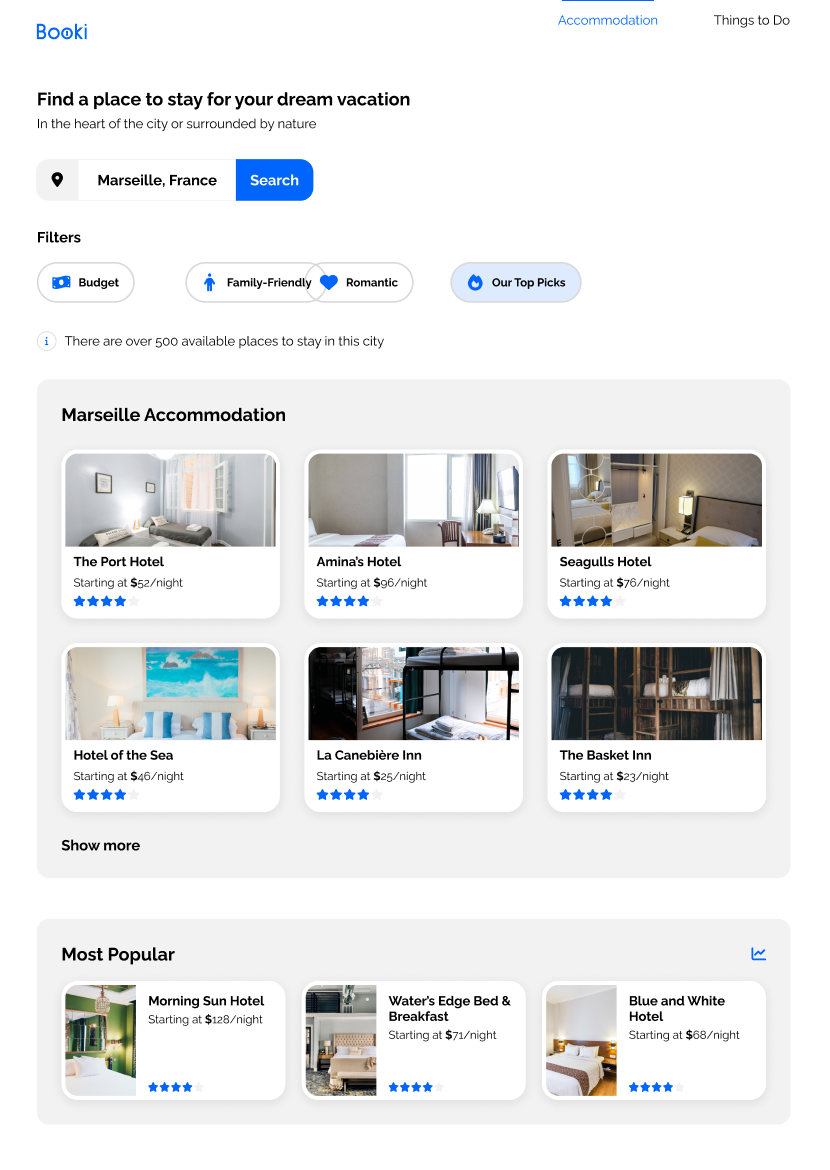 Booki
Accommodation
Things to Do
Find a place to stay for your dream vacation
In the heart of the city or surrounded by nature
Marseille, France
Search
Filters
Budget
Family-Friendly
Romantic
Our Top Picks
There are over 500 available places to stay in this city
Marseille Accommodation
The Port Hotel
Starting at $52/night
Amina's Hotel
Starting at $96/night
Seagulls Hotel
Starting at $76/night
Hotel of the Sea
Starting at $46/night
La Canebière Inn
Starting at $25/night
The Basket Inn
Starting at $23/night
Show more
Most Popular
Morning Sun Hotel
Starting at $128/night
Water's Edge Bed &
Breakfast
Starting at $71/night
Blue and White
Hotel
Starting at $68/night